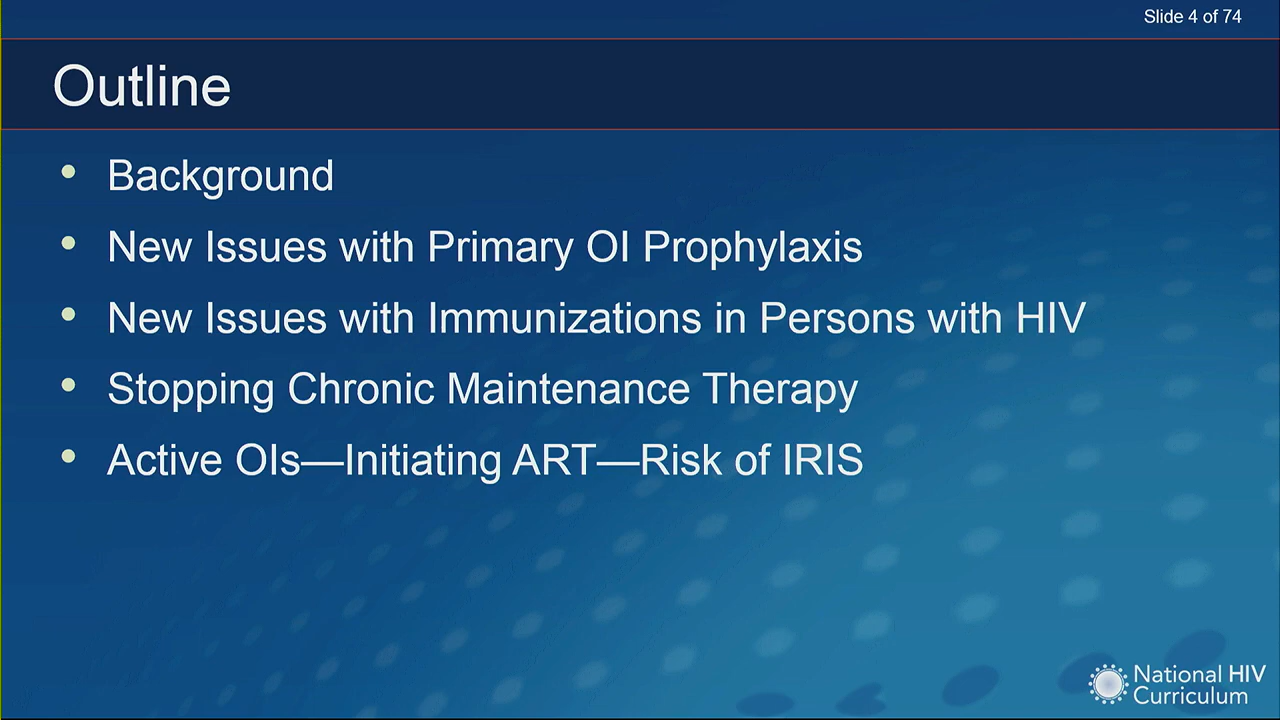 Slide 4 of 74
Outline
• Background
• New Issues with Primary OI Prophylaxis
• New Issues with Immunizations in Persons with HIV
• Stopping Chronic Maintenance Therapy
• Active OIs—Initiating ART—Risk of IRIS
National HIV
Curriculum